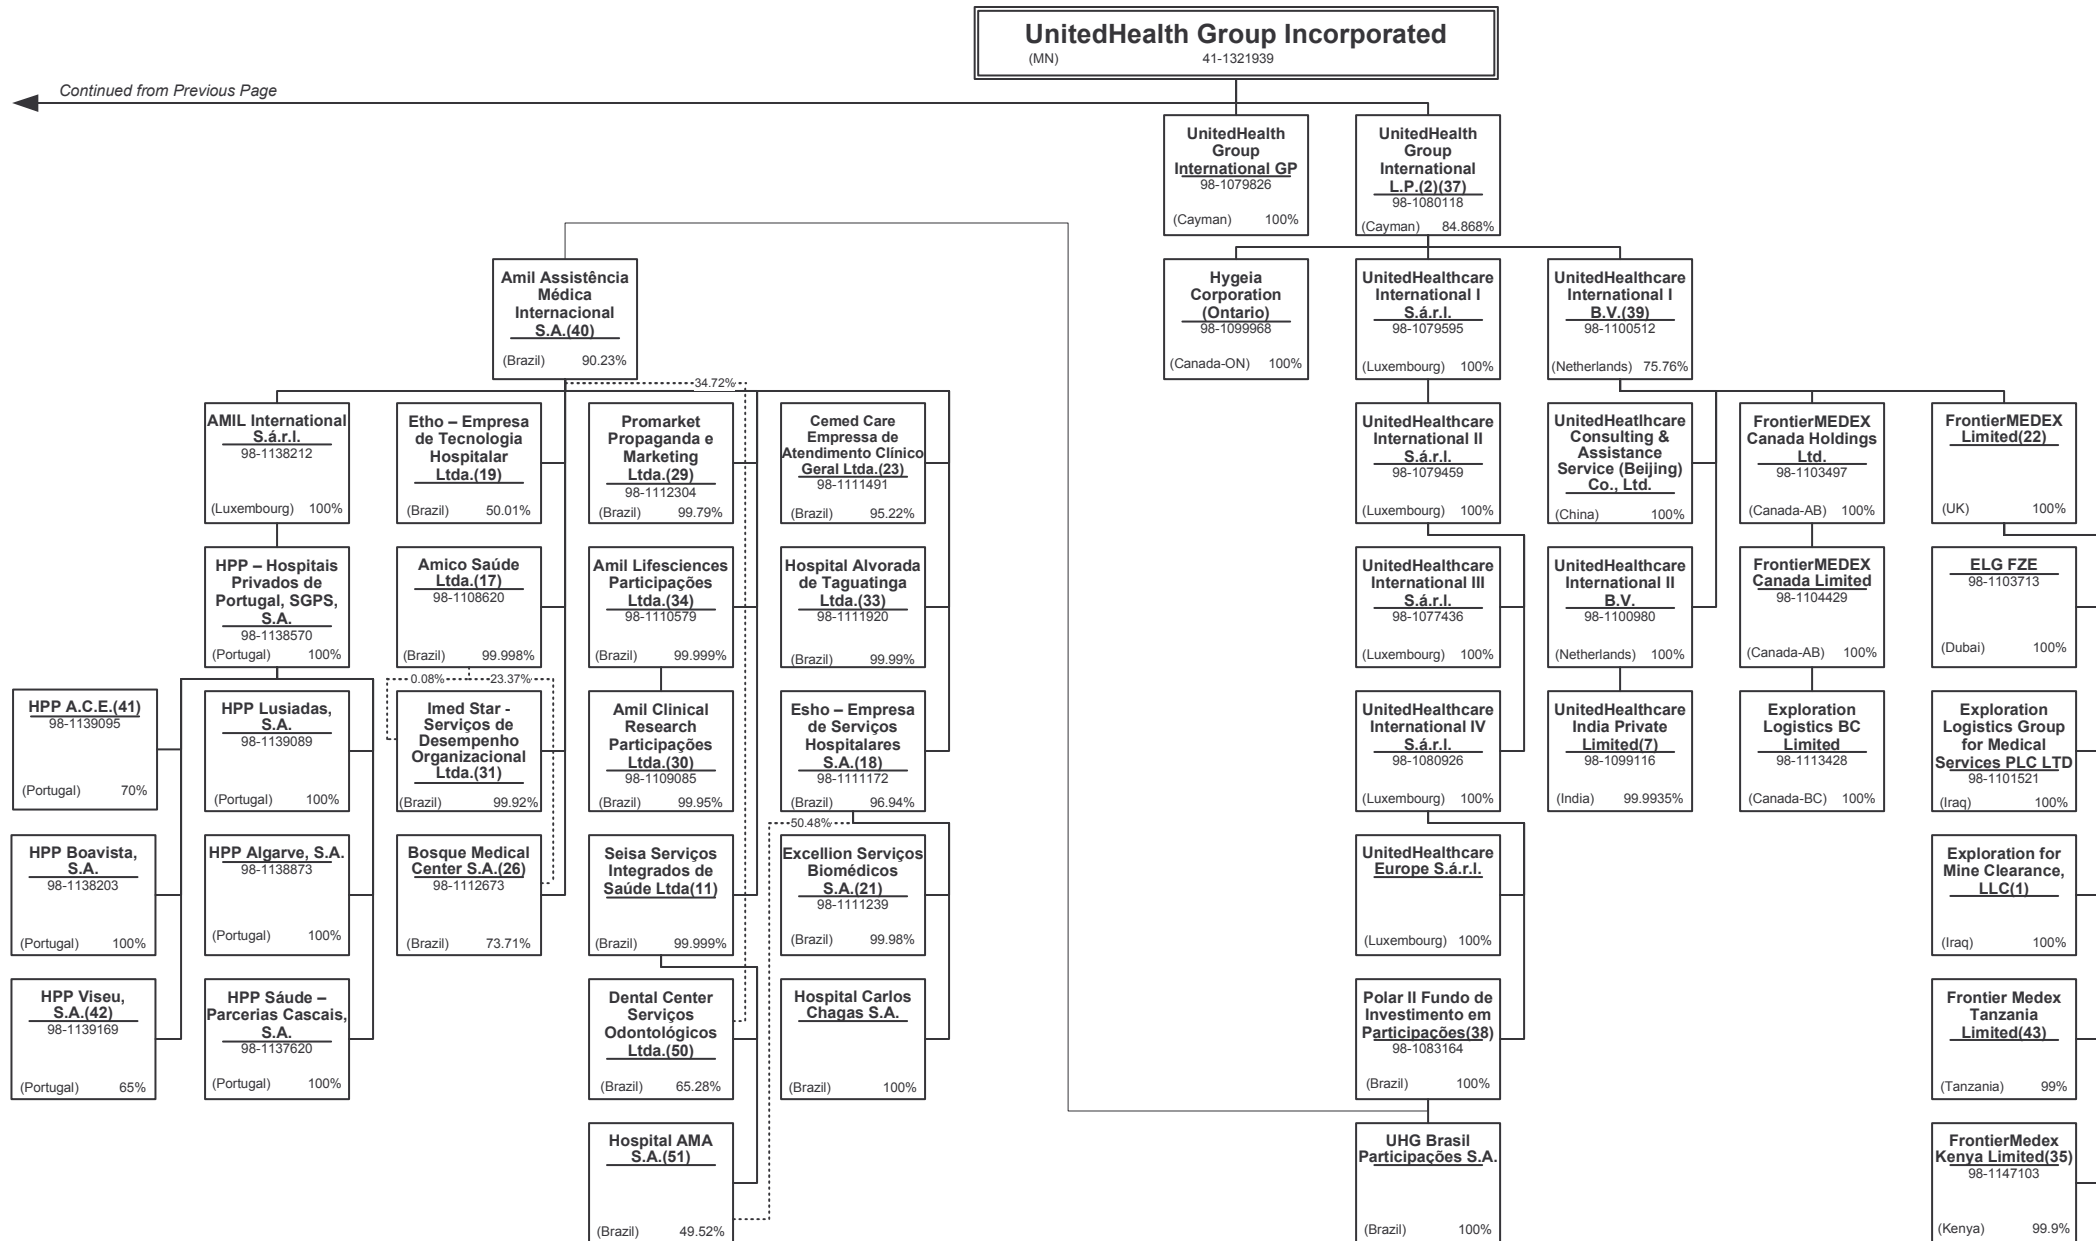 UnitedHealth Group Incorporated
(MN) 41-1321939
Continued from Previous Page
UnitedHealth
Group
International GP
98-1079826
(Cayman) 100%
UnitedHealth
Group
International
L.P.(2)(37)
98-1080118
(Cayman) 84.868%
Amil Assistência
Médica
Internacional
S.A.(40)
(Brazil) 90.23%
Hygeia
Corporation
(Ontario)
98-1099968
(Canada-ON) 100%
UnitedHealthcare
International I
S.á.r.l.
98-1079595
(Luxembourg) 100%
UnitedHealthcare
International I
B.V.(39)
98-1100512
(Netherlands) 75.76%
34.72%
AMIL International
S.á.r.l.
98-1138212
(Luxembourg) 100%
Etho – Empresa
de Tecnologia
Hospitalar
Ltda.(19)
(Brazil) 50.01%
Promarket
Propaganda e
Marketing
Ltda.(29)
98-1112304
(Brazil) 99.79%
Cemed Care
Empressa de
Atendimento Clínico
Geral Ltda.(23)
98-1111491
(Brazil) 95.22%
UnitedHealthcare
International II
S.á.r.l.
98-1079459
(Luxembourg) 100%
UnitedHeatlhcare
Consulting &
Assistance
Service (Beijing)
Co., Ltd.
(China) 100%
FrontierMEDEX
Canada Holdings
Ltd.
98-1103497
(Canada-AB) 100%
FrontierMEDEX
Limited(22)
(UK) 100%
HPP – Hospitais
Privados de
Portugal, SGPS,
S.A.
98-1138570
(Portugal) 100%
Amico Saúde
Ltda.(17)
98-1108620
(Brazil) 99.998%
Amil Lifesciences
Participações
Ltda.(34)
98-1110579
(Brazil) 99.999%
Hospital Alvorada
de Taguatinga
Ltda.(33)
98-1111920
(Brazil) 99.99%
UnitedHealthcare
International III
S.á.r.l.
98-1077436
(Luxembourg) 100%
UnitedHealthcare
International II
B.V.
98-1100980
(Netherlands) 100%
FrontierMEDEX
Canada Limited
98-1104429
(Canada-AB) 100%
ELG FZE
98-1103713
(Dubai) 100%
0.08% 23.37%
HPP A.C.E.(41)
98-1139095
(Portugal) 70%
HPP Lusiadas,
S.A.
98-1139089
(Portugal) 100%
Imed Star -
Serviços de
Desempenho
Organizacional
Ltda.(31)
(Brazil) 99.92%
Amil Clinical
Research
Participações
Ltda.(30)
98-1109085
(Brazil) 99.95%
Esho – Empresa
de Serviços
Hospitalares
S.A.(18)
98-1111172
(Brazil) 96.94%
UnitedHealthcare
International IV
S.á.r.l.
98-1080926
(Luxembourg) 100%
UnitedHealthcare
India Private
Limited(7)
98-1099116
(India) 99.9935%
Exploration
Logistics BC
Limited
98-1113428
(Canada-BC) 100%
Exploration
Logistics Group
for Medical
Services PLC LTD
98-1101521
(Iraq) 100%
50.48%
HPP Boavista,
S.A.
98-1138203
(Portugal) 100%
HPP Algarve, S.A.
98-1138873
(Portugal) 100%
Bosque Medical
Center S.A.(26)
98-1112673
(Brazil) 73.71%
Seisa Serviços
Integrados de
Saúde Ltda(11)
(Brazil) 99.999%
Excellion Serviços
Biomédicos
S.A.(21)
98-1111239
(Brazil) 99.98%
UnitedHealthcare
Europe S.á.r.l.
(Luxembourg) 100%
Exploration for
Mine Clearance,
LLC(1)
(Iraq) 100%
HPP Viseu,
S.A.(42)
98-1139169
(Portugal) 65%
HPP Sáude –
Parcerias Cascais,
S.A.
98-1137620
(Portugal) 100%
Dental Center
Serviços
Odontológicos
Ltda.(50)
(Brazil) 65.28%
Hospital Carlos
Chagas S.A.
(Brazil) 100%
Polar II Fundo de
Investimento em
Participações(38)
98-1083164
(Brazil) 100%
Frontier Medex
Tanzania
Limited(43)
(Tanzania) 99%
Hospital AMA
S.A.(51)
(Brazil) 49.52%
UHG Brasil
Participações S.A.
(Brazil) 100%
FrontierMedex
Kenya Limited(35)
98-1147103
(Kenya) 99.9%